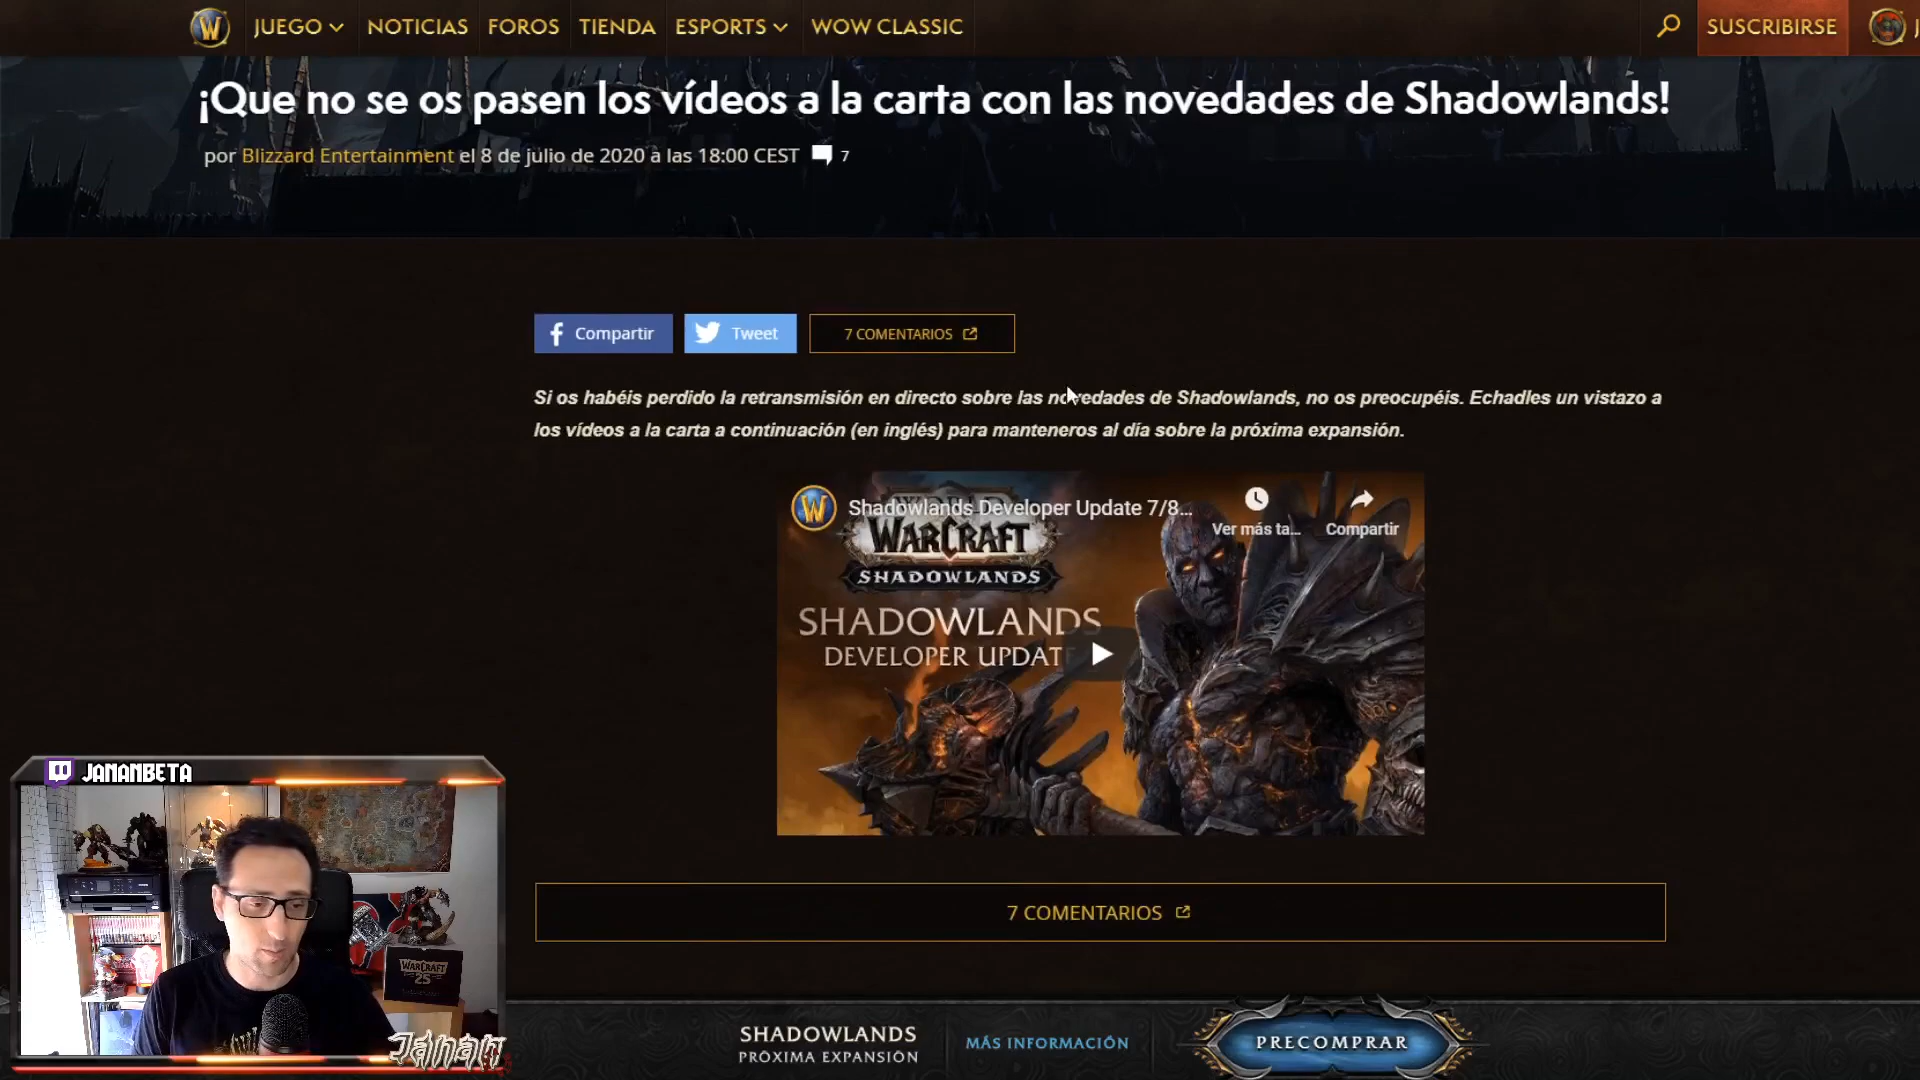 JUEGO NOTICIAS FOROS TIENDA ESPORTS WOW CLASSIC SUSCRIBIRSE
¡Que no se os pasen los vídeos a la carta con las novedades de Shadowlands!
por Blizzard Entertainment el 8 de julio de 2020 a las 18:00 CEST 7
Compartir Tweet 7 COMENTARIOS
Si os habéis perdido la retransmisión en directo sobre las novedades de Shadowlands, no os preocupéis. Echadles un vistazo a
los vídeos a la carta a continuación (en inglés) para manteneros al día sobre la próxima expansión.
Shadowlands Developer Update 7/8...
Ver más ta... Compartir
WARCRAFT
SHADOWLANDS
SHADOWLANDS
DEVELOPER UPDAT
7 COMENTARIOS
JANANBETA
WARCRAFT
25
Janan
SHADOWLANDS
PRÓXIMA EXPANSIÓN
MÁS INFORMACIÓN
PRECOMPRAR